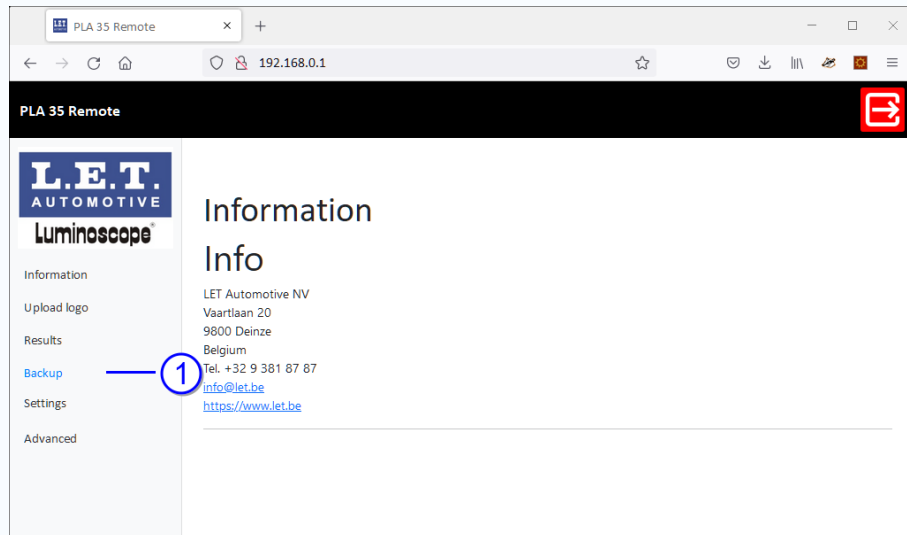 PLA 35 Remote
192.168.0.1
PLA 35 Remote
L.E.T.
AUTOMOTIVE
Luminoscope®
Information
Upload logo
Results
Backup
Settings
Advanced
1
Information
Info
LET Automotive NV
Vaartlaan 20
9800 Deinze
Belgium
Tel. +32 9 381 87 87
info@let.be
https://www.let.be